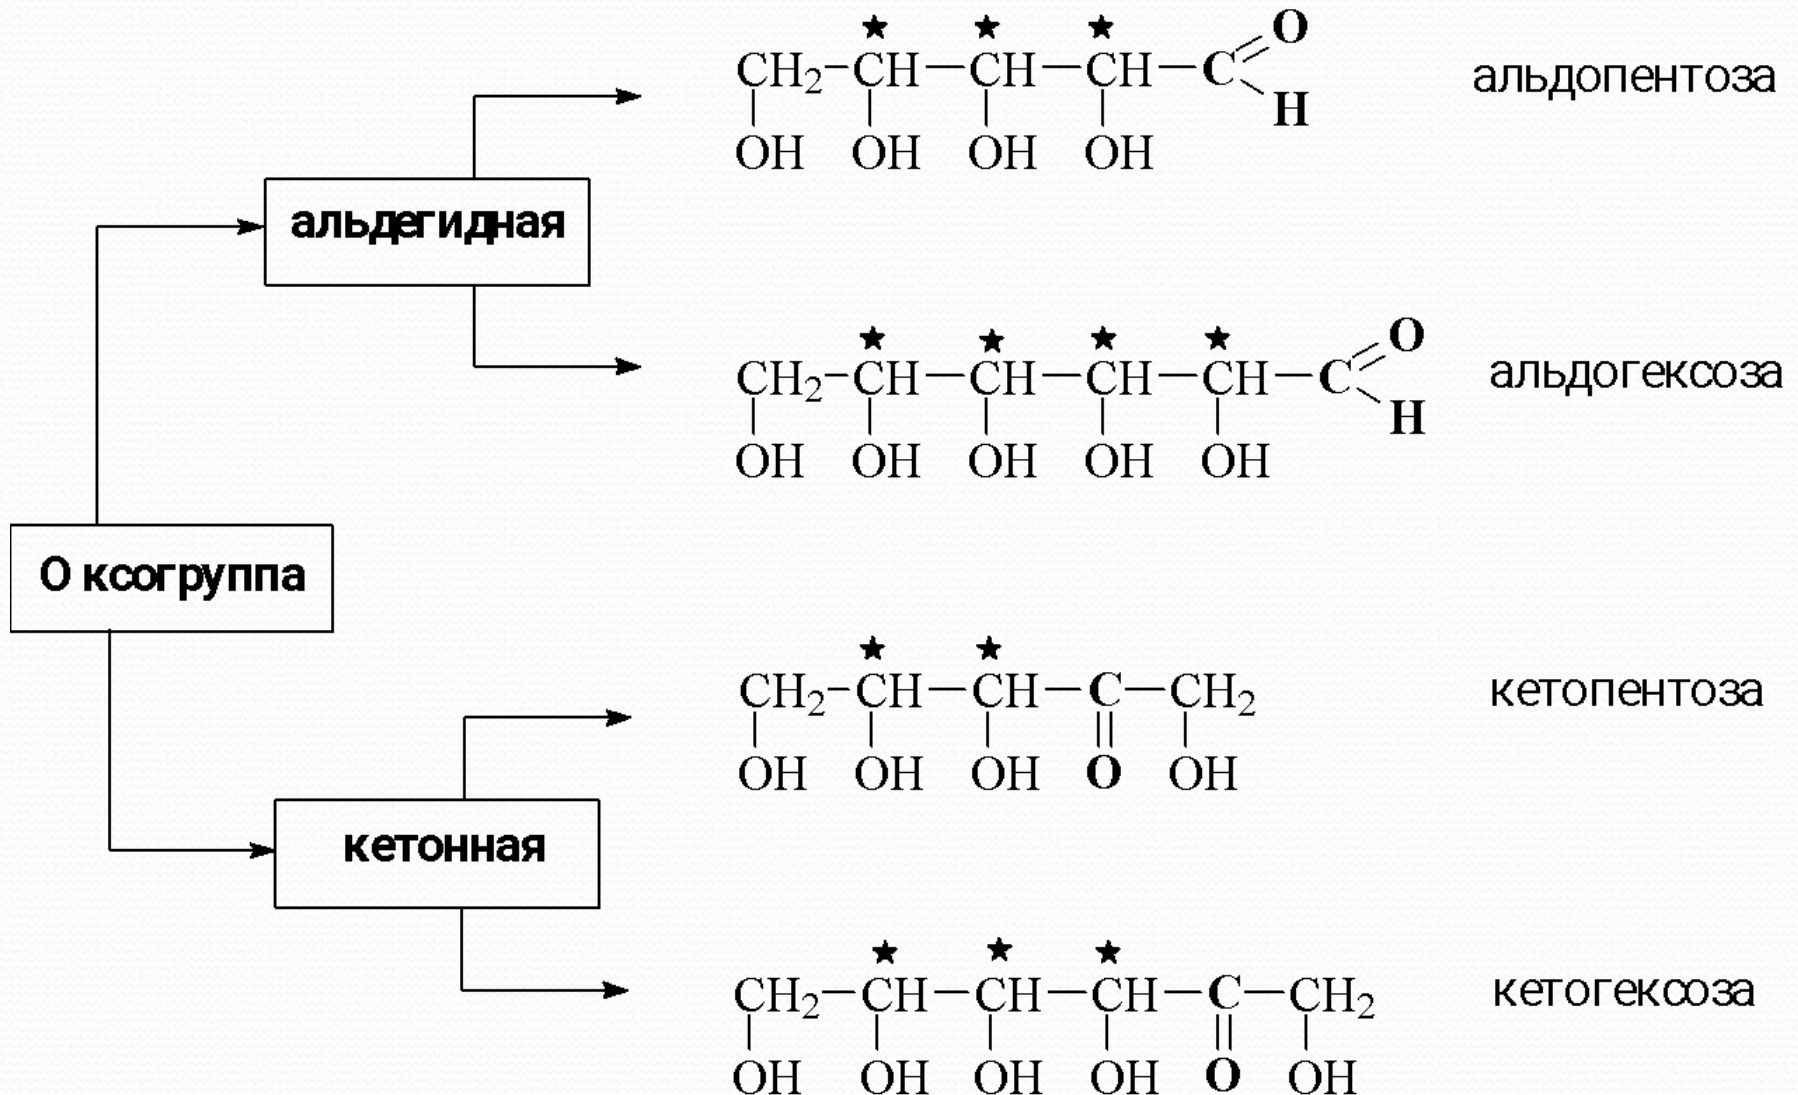 ★ ★ ★
CH₂–CH–CH–CH–C=O
H
OH OH OH OH
альдопентоза
альдегидная
★ ★ ★ ★
CH₂–CH–CH–CH–CH–C=O
H
OH OH OH OH OH
альдогексоза
О ксогруппа
★ ★
CH₂–CH–CH–C–CH₂
OH OH OH O OH
кетопентоза
кетонная
★ ★ ★
CH₂–CH–CH–CH–C–CH₂
OH OH OH OH O OH
кетогексоза